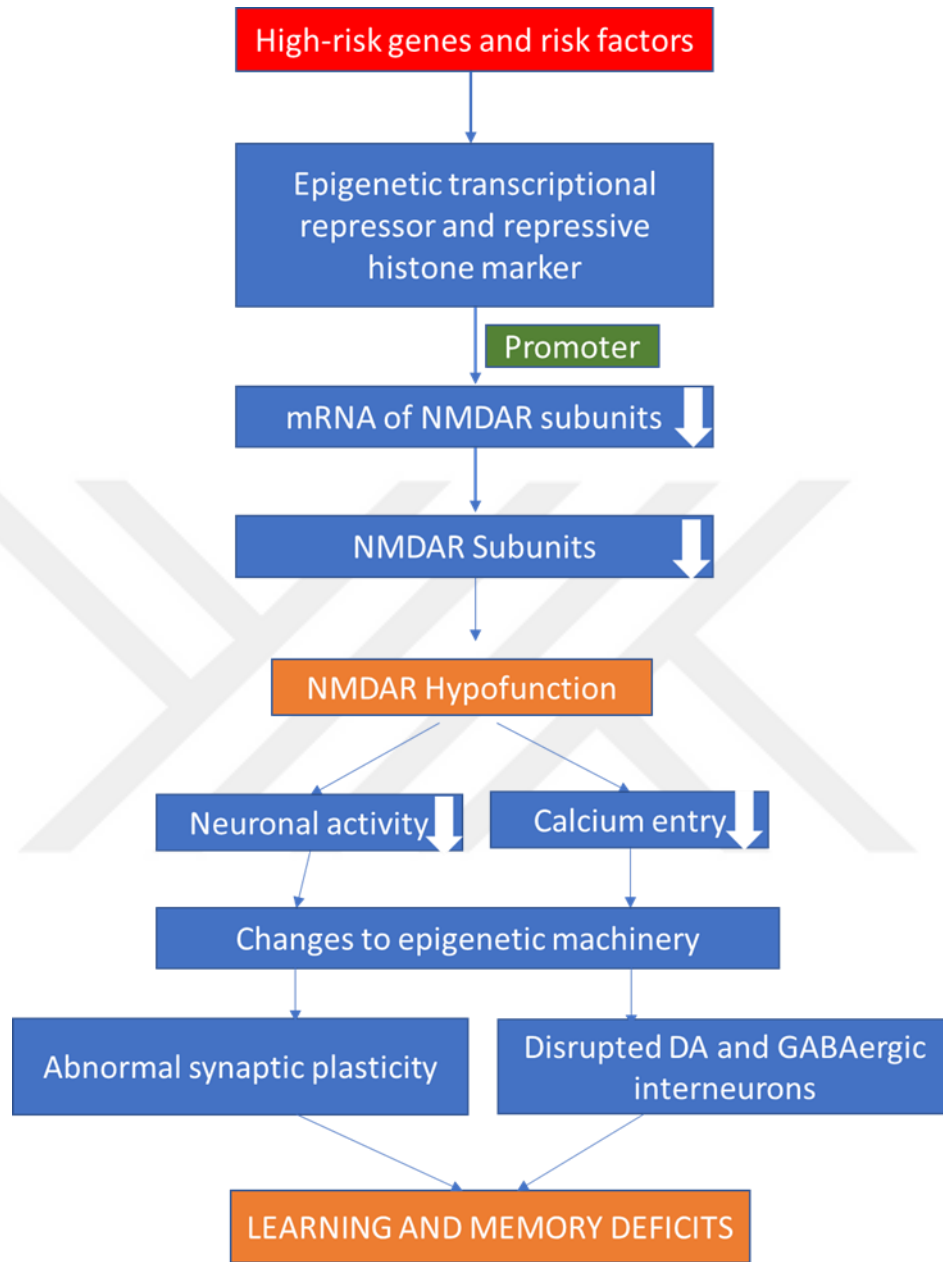 High-risk genes and risk factors
Epigenetic transcriptional
repressor and repressive
histone marker
Promoter
mRNA of NMDAR subunits
NMDAR Subunits
NMDAR Hypofunction
Neuronal activity
Calcium entry
Changes to epigenetic machinery
Abnormal synaptic plasticity
Disrupted DA and GABAergic
interneurons
LEARNING AND MEMORY DEFICITS